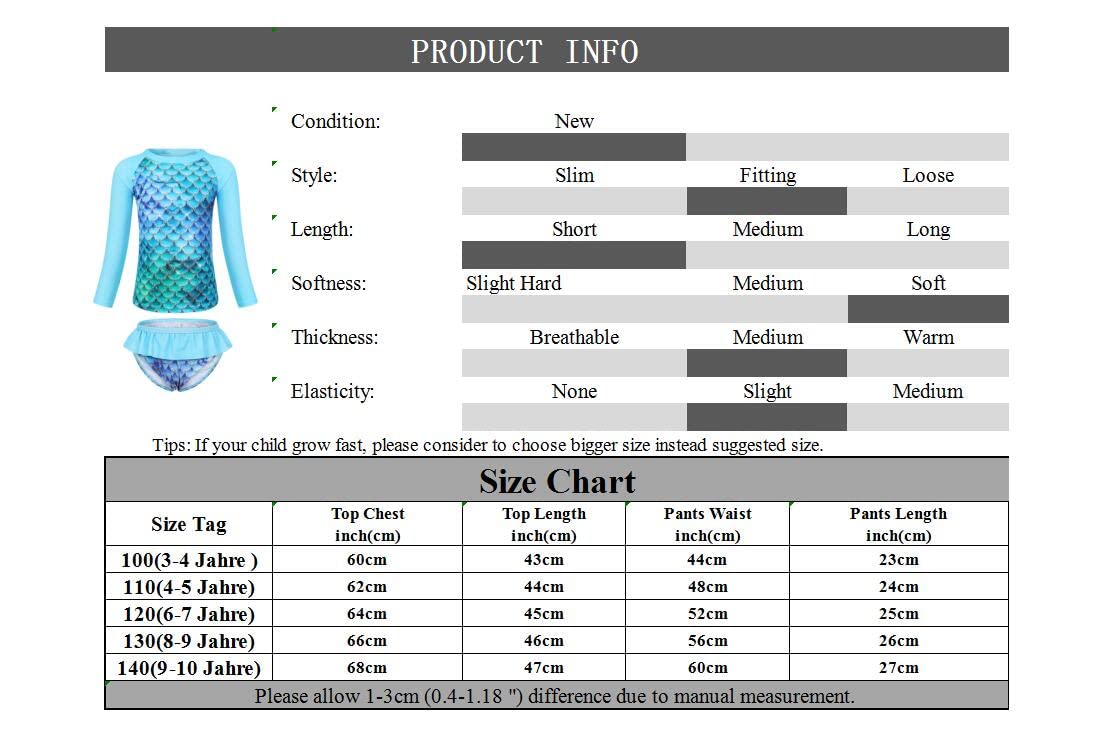 PRODUCT INFO
Condition: New
Style: Slim Fitting Loose
Length: Short Medium Long
Softness: Slight Hard Medium Soft
Thickness: Breathable Medium Warm
Elasticity: None Slight Medium
Tips: If your child grow fast, please consider to choose bigger size instead suggested size.
Size Chart
Size Tag Top Chest inch(cm) Top Length inch(cm) Pants Waist inch(cm) Pants Length inch(cm)
100(3-4 Jahre ) 60cm 43cm 44cm 23cm
110(4-5 Jahre) 62cm 44cm 48cm 24cm
120(6-7 Jahre) 64cm 45cm 52cm 25cm
130(8-9 Jahre) 66cm 46cm 56cm 26cm
140(9-10 Jahre) 68cm 47cm 60cm 27cm
Please allow 1-3cm (0.4-1.18 ") difference due to manual measurement.